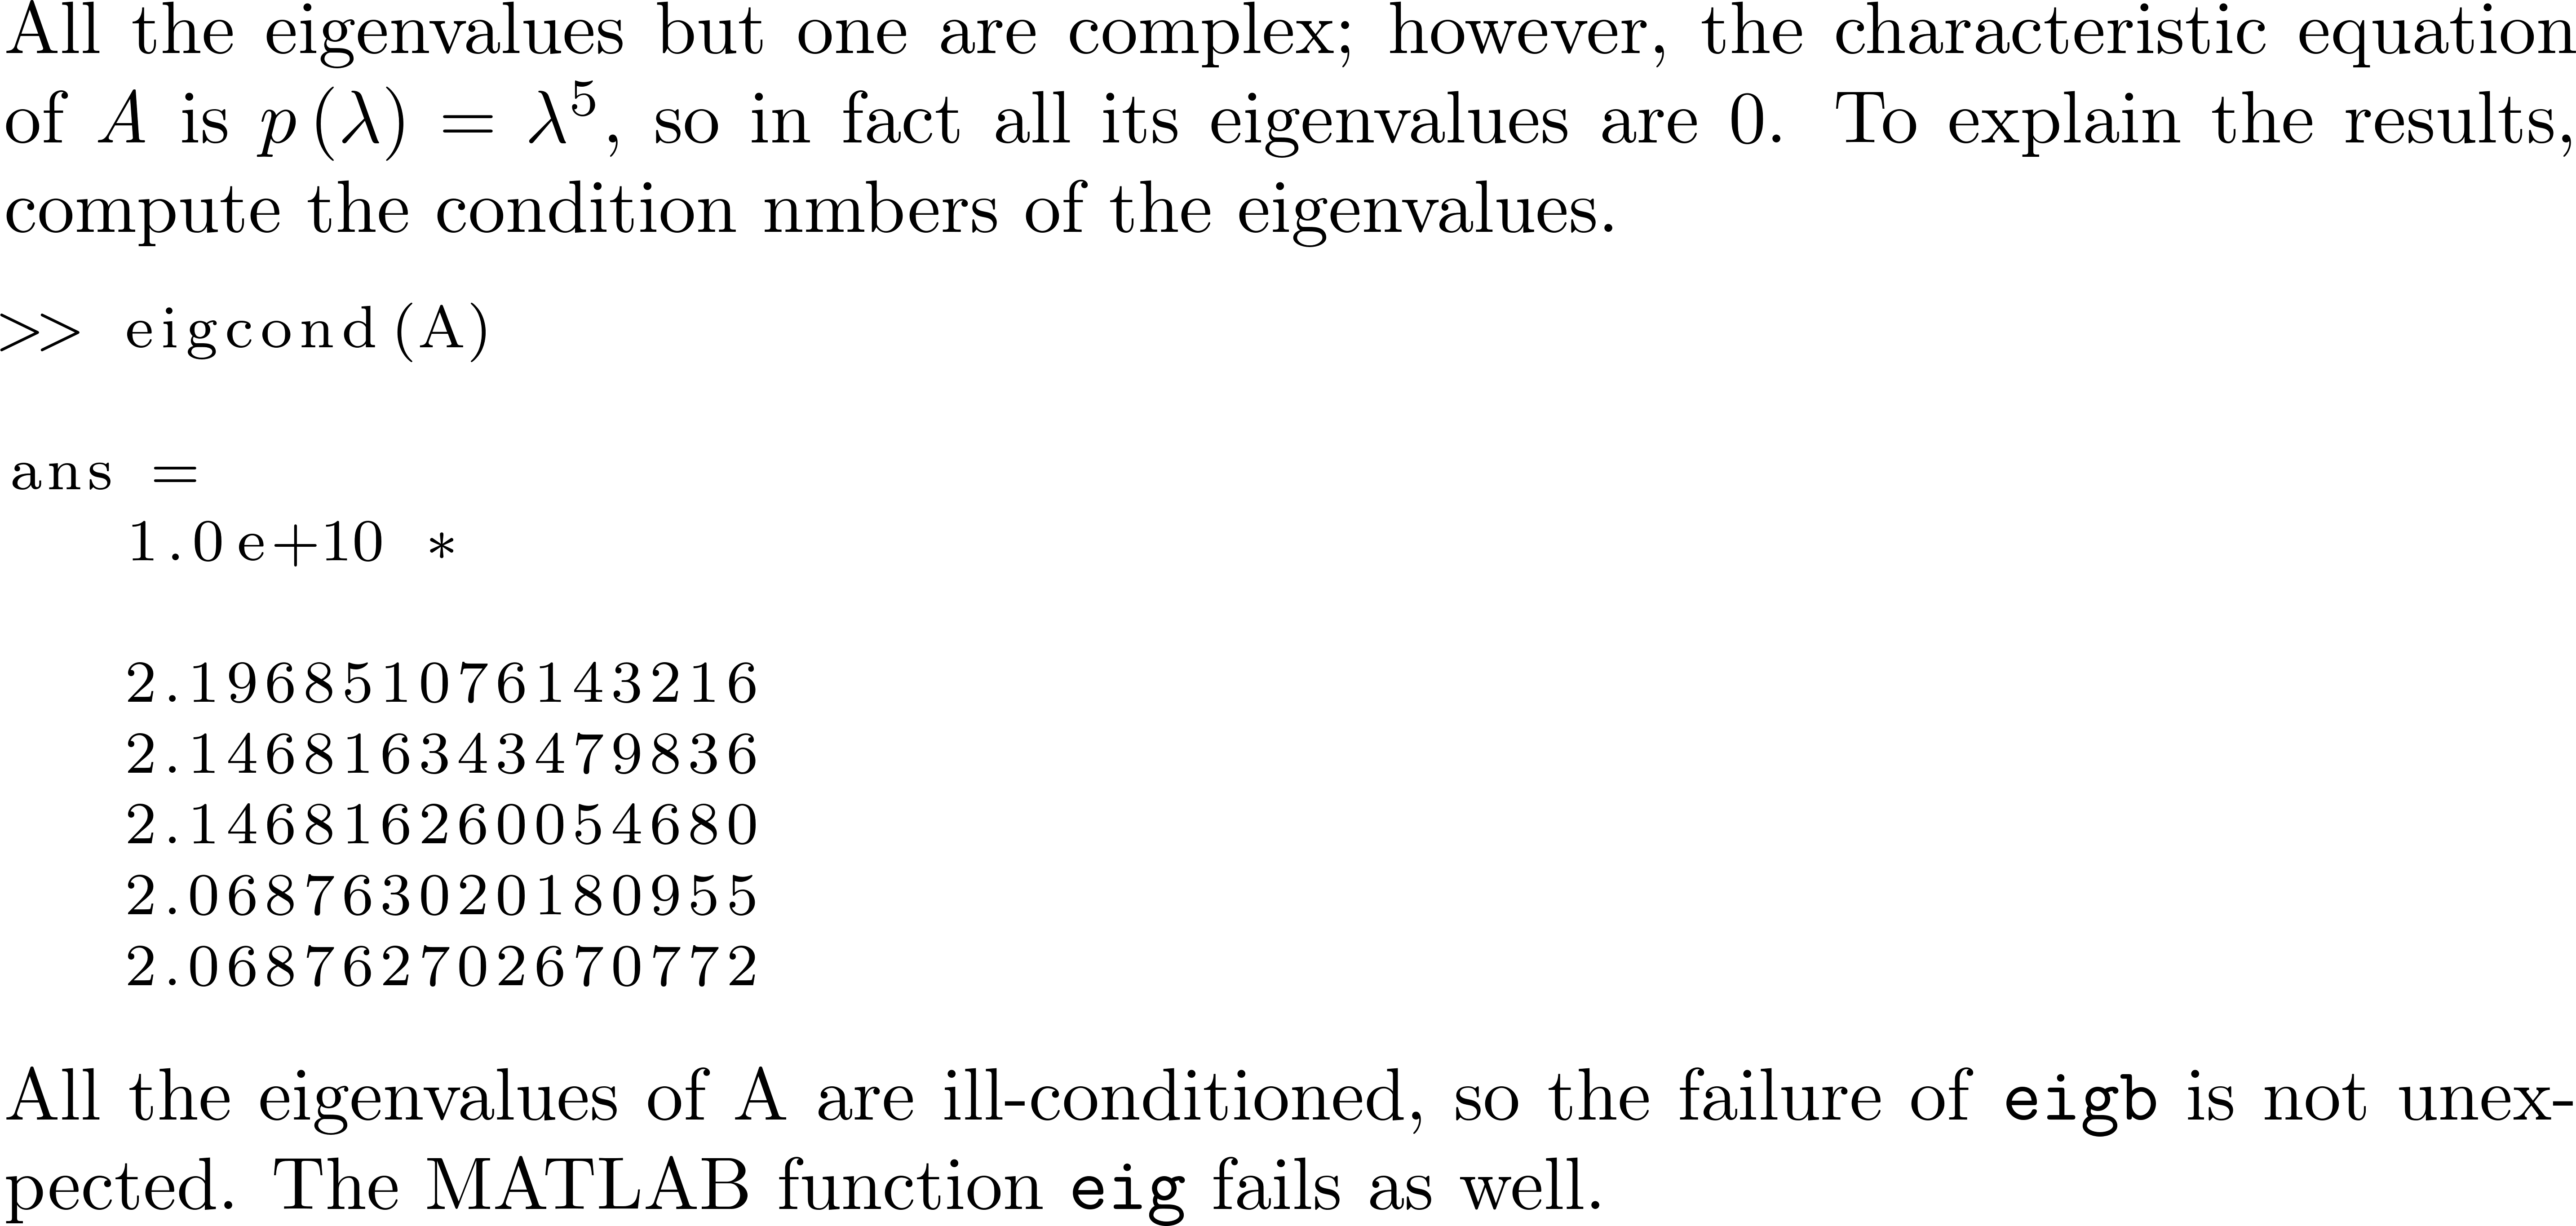 All the eigenvalues but one are complex; however, the characteristic equation
of A is p (λ) = λ⁵, so in fact all its eigenvalues are 0. To explain the results,
compute the condition nmbers of the eigenvalues.
>> eigcond(A)
ans =
1.0e+10 *
2.196851076143216
2.146816343479836
2.146816260054680
2.068763020180955
2.068762702670772
All the eigenvalues of A are ill-conditioned, so the failure of eigb is not unex-
pected. The MATLAB function eig fails as well.